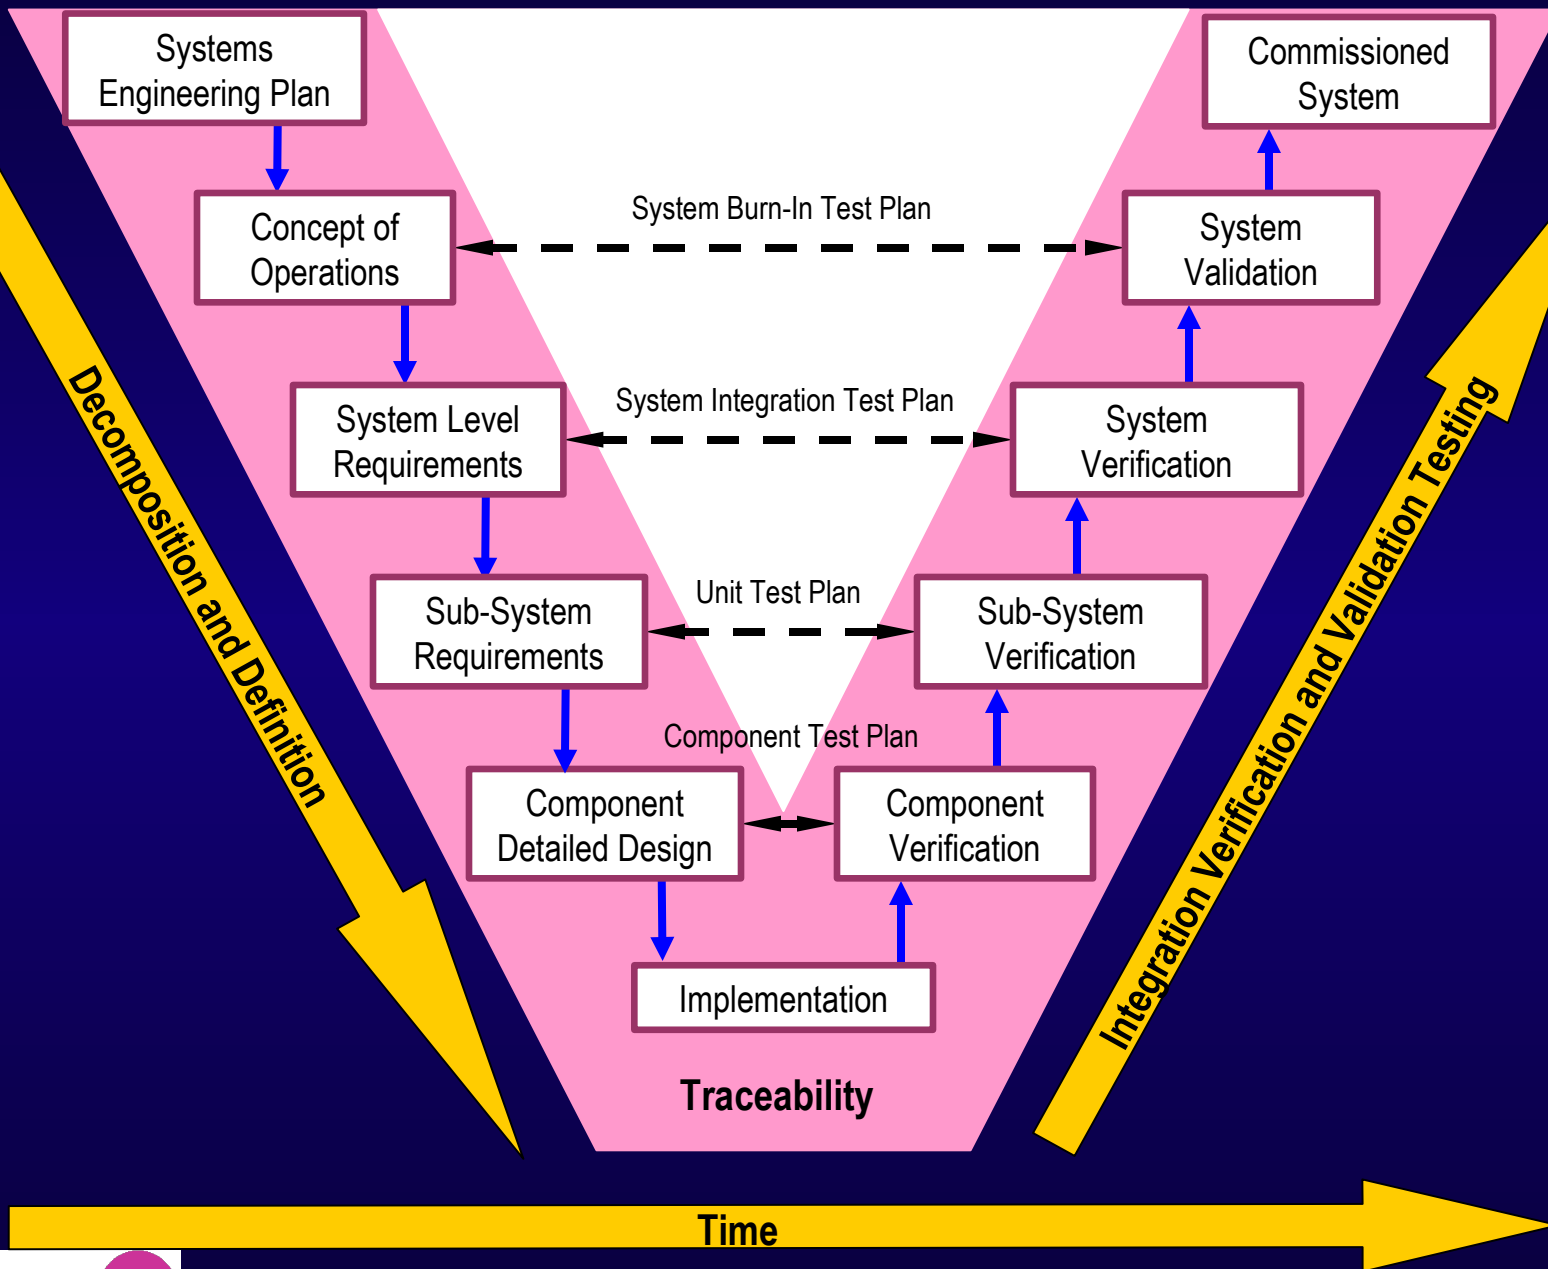 Systems
Engineering Plan
Commissioned
System
Concept of
Operations
System Burn-In Test Plan
System
Validation
System Level
Requirements
System Integration Test Plan
System
Verification
Sub-System
Requirements
Unit Test Plan
Sub-System
Verification
Component Test Plan
Component
Detailed Design
Component
Verification
Implementation
Traceability
Decomposition and Definition
Integration Verification and Validation Testing
Time